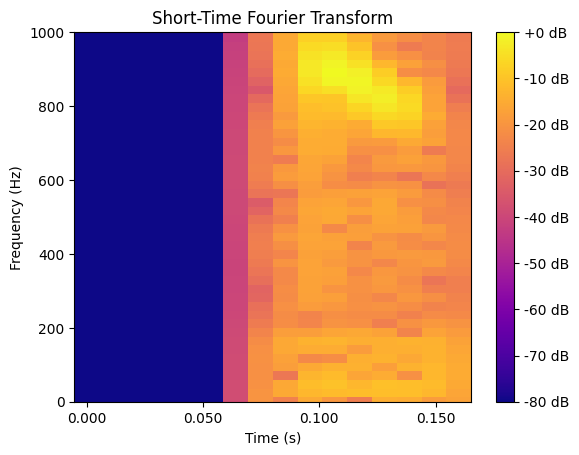 Short-Time Fourier Transform
1000
800
600
400
200
0
Frequency (Hz)
0.000
0.050
0.100
0.150
Time (s)
+0 dB
-10 dB
-20 dB
-30 dB
-40 dB
-50 dB
-60 dB
-70 dB
-80 dB